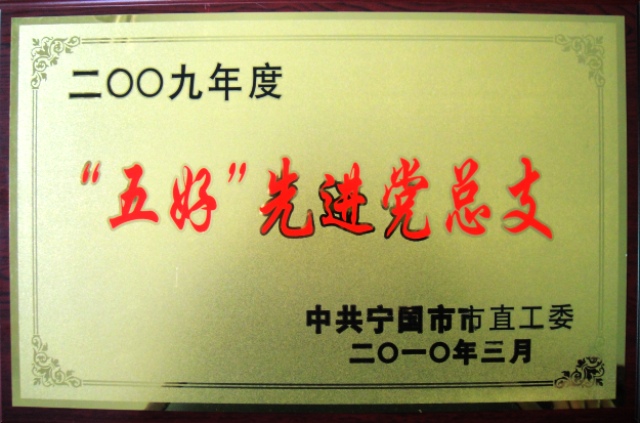 二〇〇九年度
“五好”先进党总支
中共宁国市市直工委
二〇一〇年三月